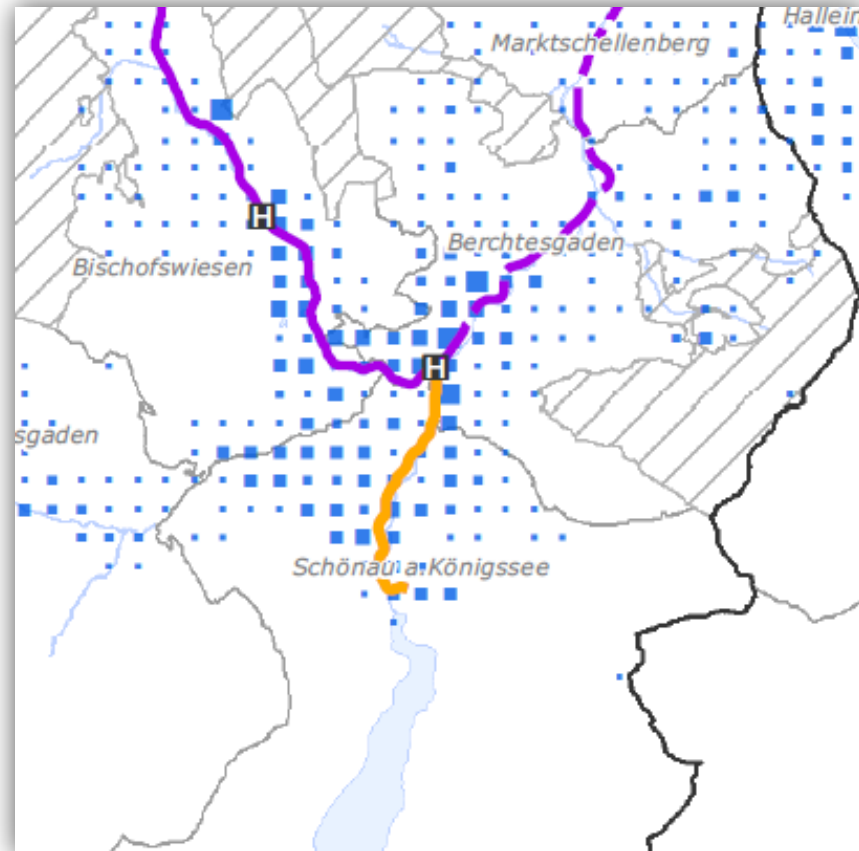 Hallein
Marktschellenberg
H
Berchtesgaden
Bischofswiesen
H
sgaden
Schönau a.Königssee